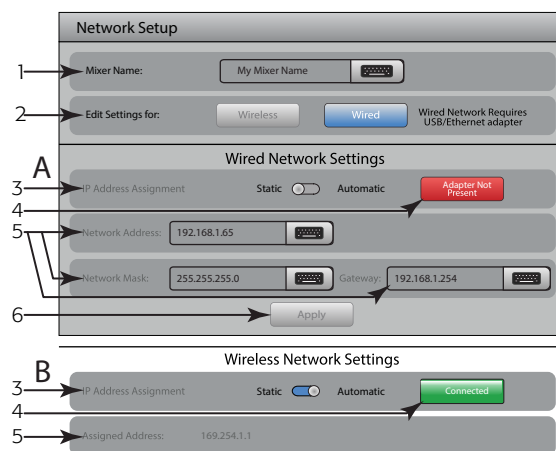 Network Setup
1 Mixer Name: My Mixer Name
2 Edit Settings for: Wireless Wired Wired Network Requires
USB/Ethernet adapter
A Wired Network Settings
3 IP Address Assignment Static Automatic Adapter Not
Present
4
5 Network Address: 192.168.1.65
Network Mask: 255.255.255.0 Gateway: 192.168.1.254
6 Apply
B Wireless Network Settings
3 IP Address Assignment Static Automatic Connected
4
5 Assigned Address: 169.254.1.1